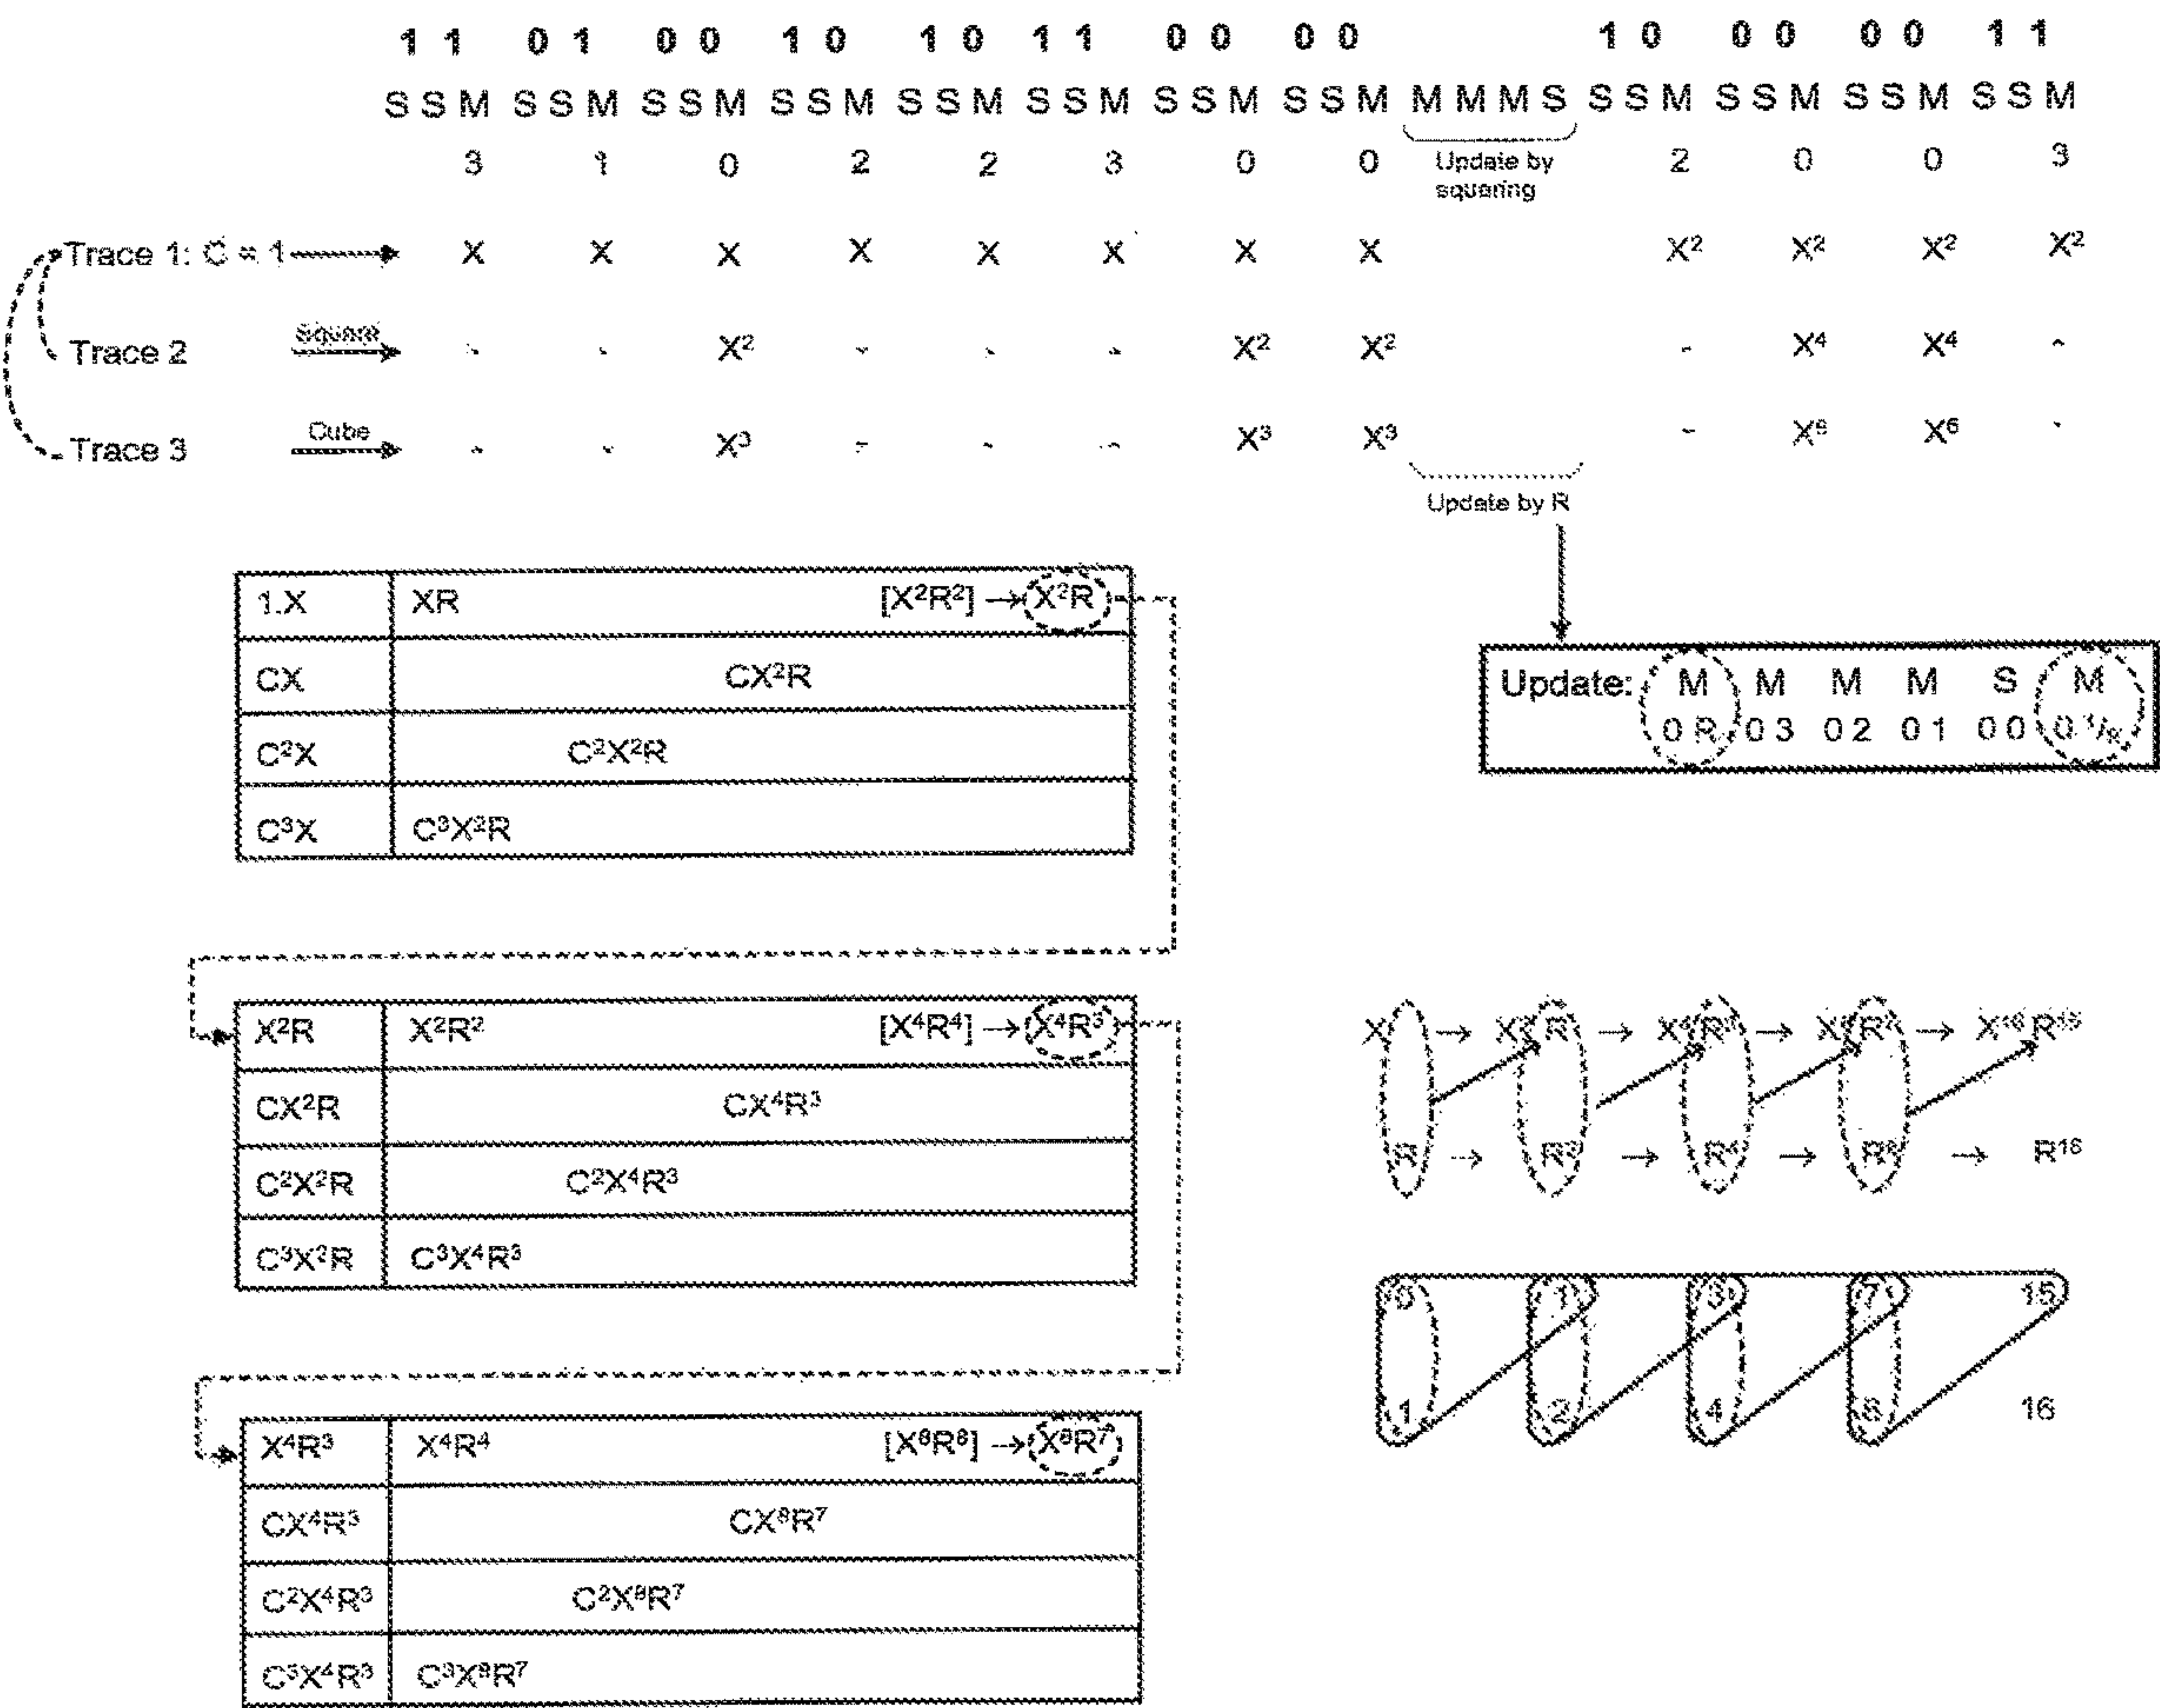 1 1 0 1 0 0 1 0 1 0 1 1 0 0 0 0 1 0 0 0 0 0 1 1
S S M S S M S S M S S M S S M S S M S S M S S M M M M S S S M S S M S S M S S M
3 1 0 2 2 3 0 0 Update by squaring 2 0 0 3
Trace 1: C = 1 X X X X X X X X X² X² X² X²
Trace 2 Square - - X² - - - X² X² - X⁴ X⁴ -
Trace 3 Cube - - X³ - - - X³ X³ - X⁶ X⁶ -
Update by R
1.X XR [X²R²] → X²R
CX CX²R
C²X C²X²R
C³X C³X²R
Update: M M M M S M
0 R 0 3 0 2 0 1 0 0 0 ¹/R
X²R X²R² [X⁴R⁴] → X⁴R³
CX²R CX⁴R³
C²X²R C²X⁴R³
C³X²R C³X⁴R³
X → X² R → X⁴R³ → X⁸R⁷ → X¹⁶ R¹⁵
R → R² → R⁴ → R⁸ → R¹⁶
0 1 3 7 15
1 2 4 8 16
X⁴R³ X⁴R⁴ [X⁸R⁸] → X⁸R⁷
CX⁴R³ CX⁸R⁷
C²X⁴R³ C²X⁸R⁷
C³X⁴R³ C³X⁸R⁷